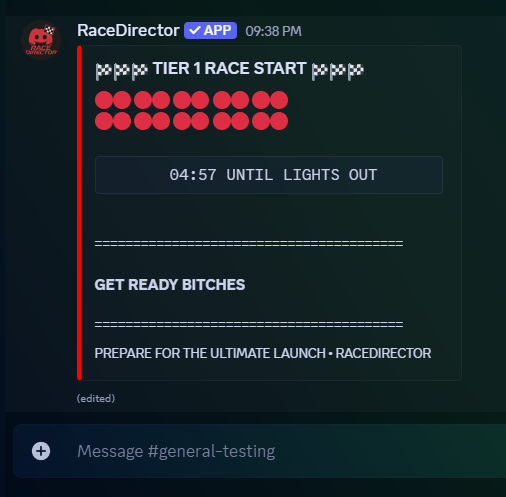 RACE
DIRECTOR
RaceDirector ✓ APP 09:38 PM
🏁🏁🏁 TIER 1 RACE START 🏁🏁🏁
04:57 UNTIL LIGHTS OUT
========================================
GET READY BITCHES
========================================
PREPARE FOR THE ULTIMATE LAUNCH • RACEDIRECTOR
(edited)
Message #general-testing